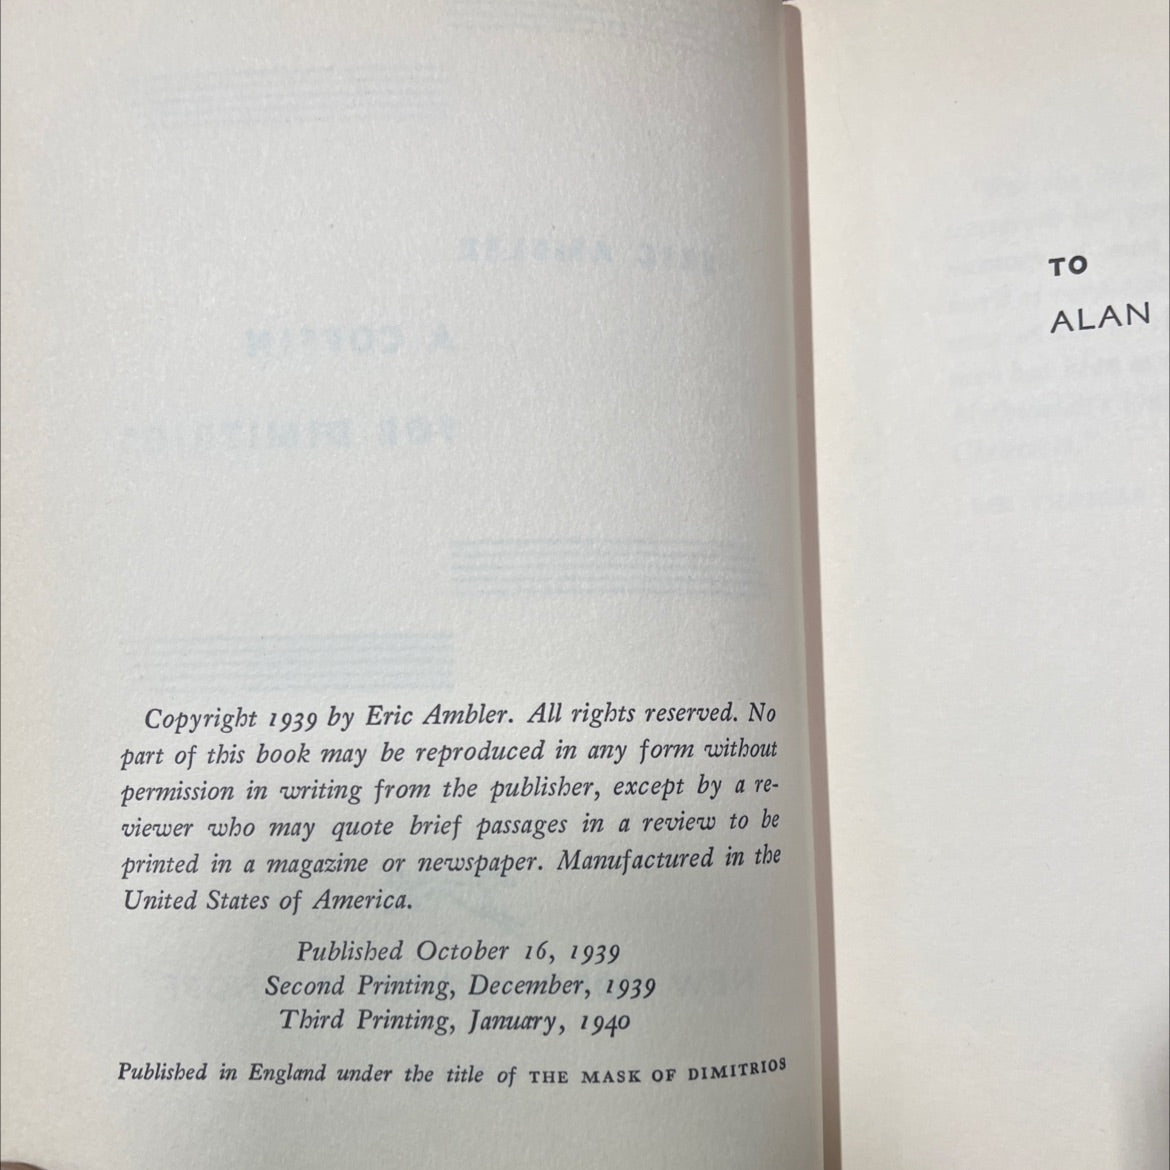 Copyright 1939 by Eric Ambler. All rights reserved. No
part of this book may be reproduced in any form without
permission in writing from the publisher, except by a re-
viewer who may quote brief passages in a review to be
printed in a magazine or newspaper. Manufactured in the
United States of America.
Published October 16, 1939
Second Printing, December, 1939
Third Printing, January, 1940
Published in England under the title of THE MASK OF DIMITRIOS
TO
ALAN